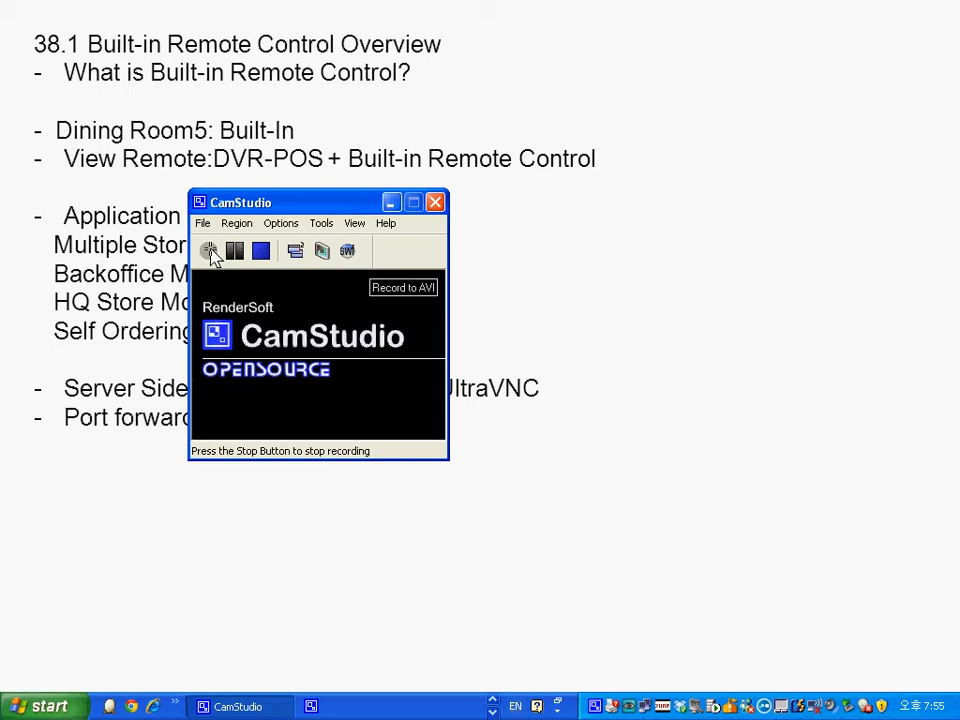 38.1 Built-in Remote Control Overview
- What is Built-in Remote Control?
- Dining Room5: Built-In
- View Remote:DVR-POS + Built-in Remote Control
- Application
Multiple Stor
Backoffice M
HQ Store Mo
Self Ordering
- Server Side UltraVNC
- Port forward
CamStudio
File Region Options Tools View Help
SWF
Record to AVI
RenderSoft
CamStudio
OPENSOURCE
Press the Stop Button to stop recording
start
CamStudio
EN
오후 7:55